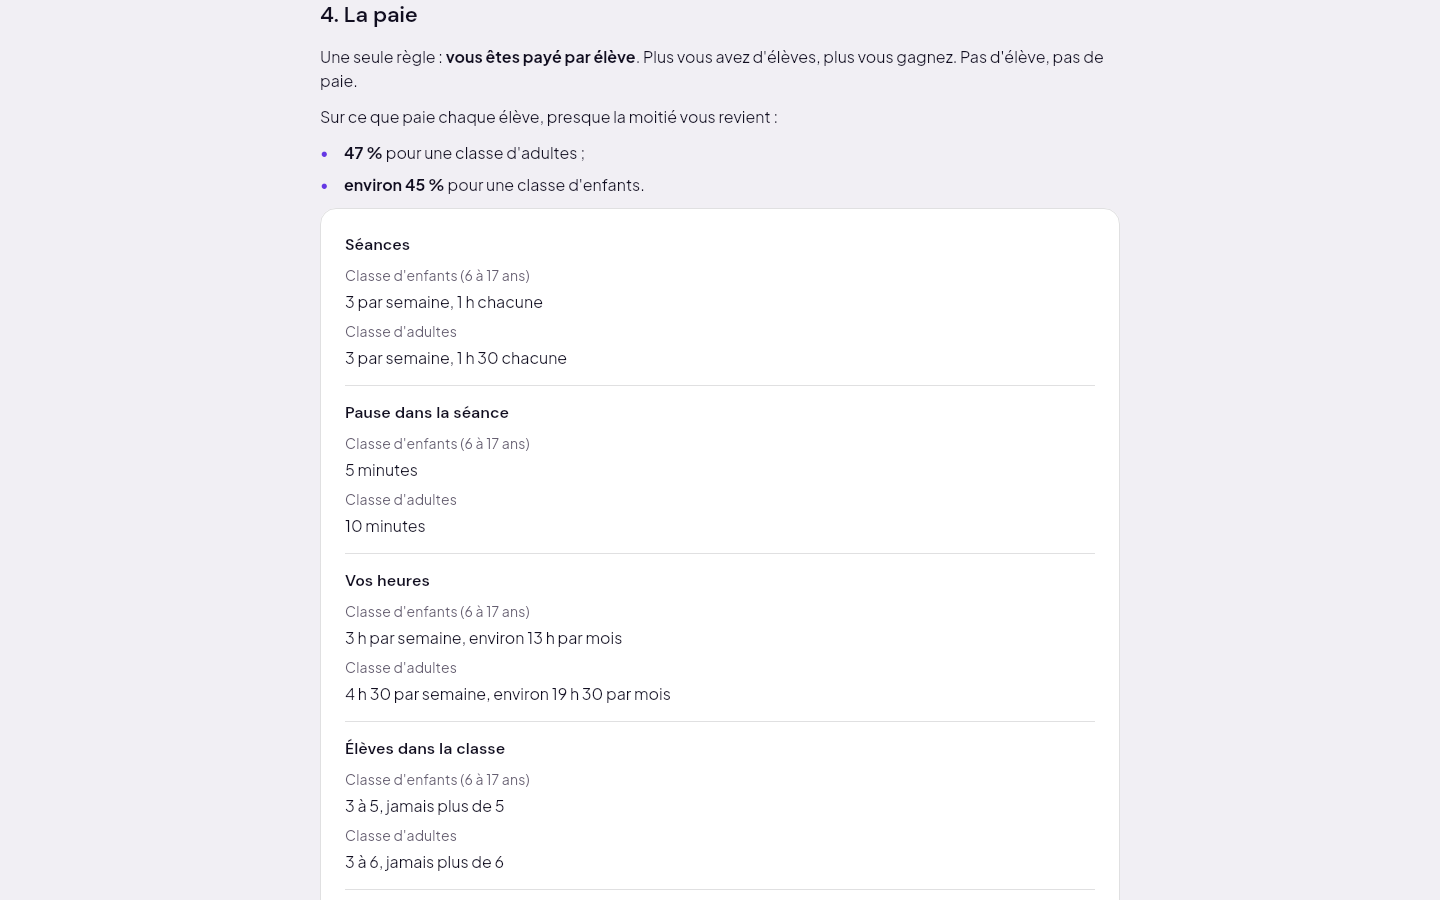 4. La paie
Une seule règle : vous êtes payé par élève. Plus vous avez d'élèves, plus vous gagnez. Pas d'élève, pas de
paie.
Sur ce que paie chaque élève, presque la moitié vous revient :
• 47 % pour une classe d'adultes ;
• environ 45 % pour une classe d'enfants.
Séances
Classe d'enfants (6 à 17 ans)
3 par semaine, 1 h chacune
Classe d'adultes
3 par semaine, 1 h 30 chacune
Pause dans la séance
Classe d'enfants (6 à 17 ans)
5 minutes
Classe d'adultes
10 minutes
Vos heures
Classe d'enfants (6 à 17 ans)
3 h par semaine, environ 13 h par mois
Classe d'adultes
4 h 30 par semaine, environ 19 h 30 par mois
Élèves dans la classe
Classe d'enfants (6 à 17 ans)
3 à 5, jamais plus de 5
Classe d'adultes
3 à 6, jamais plus de 6